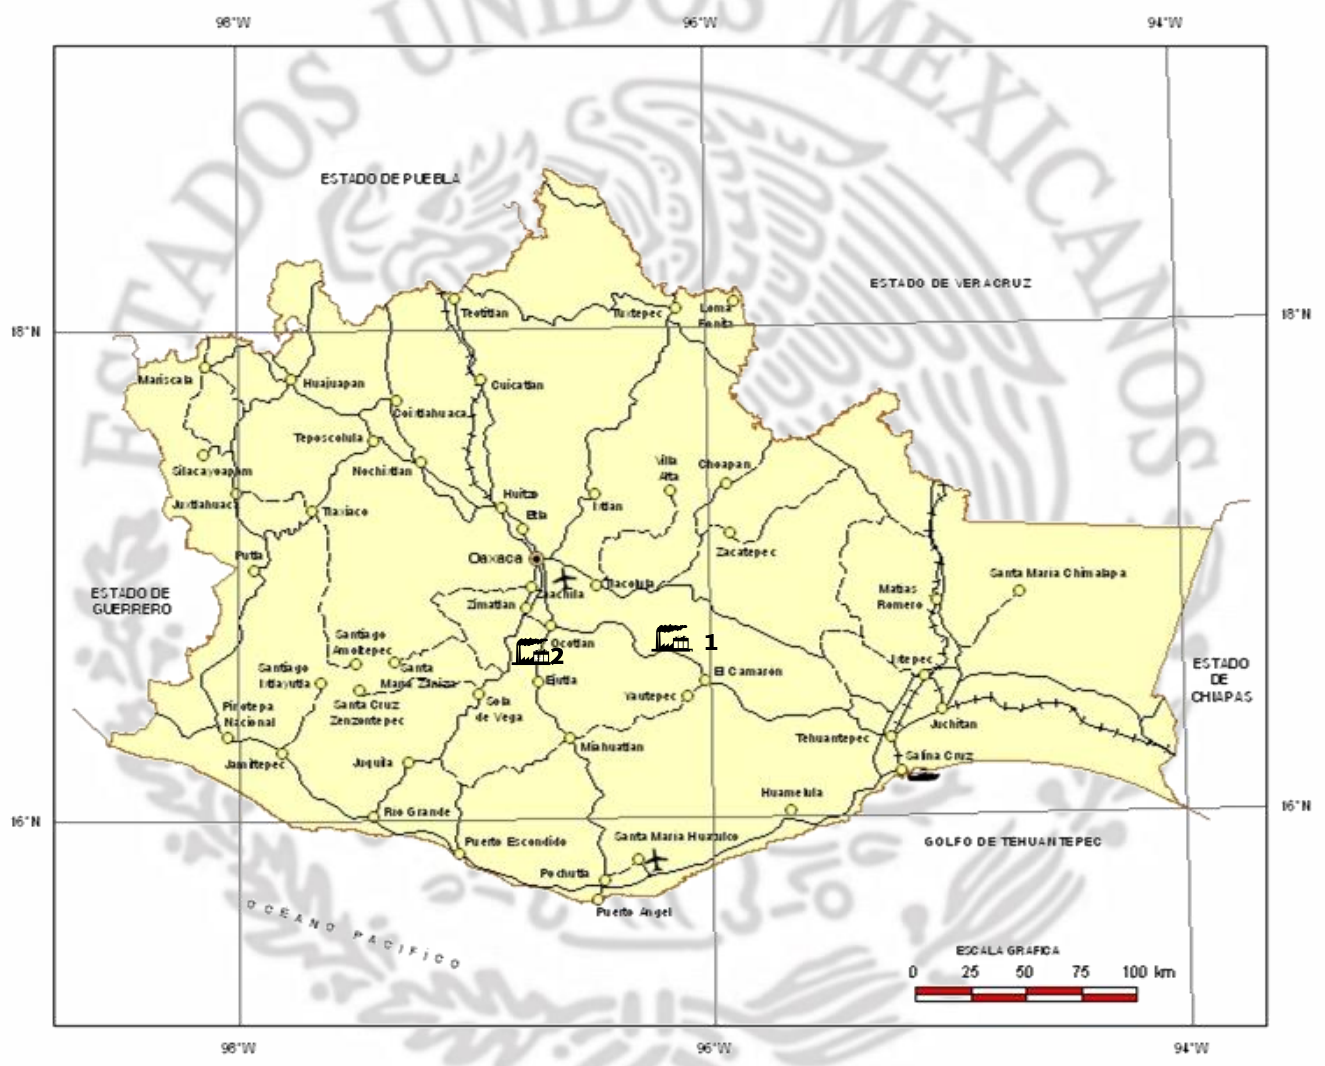 ESTADOS UNIDOS MEXICANOS
98°W
96°W
94°W
ESTADO DE PUEBLA
ESTADO DE VERACRUZ
18°N
18°N
Teotitlan
Tuxtepec
Loma
Bonita
Mariscala
Huajuapan
Cuicatlan
Coixtlahuaca
Teposcolula
Nochixtlan
Silacayoapam
Villa
Alta
Choapan
Juxtlahuaca
Tlaxiaco
Huitzo
Etla
Ixtlan
Zacatepec
Putla
Oaxaca
Tlacolula
Santa Maria Chimalapa
ESTADO DE
GUERRERO
Zaachila
Zimatlan
Matias
Romero
Santiago
Amoltepec
Ocotlan
1
2
Santiago
Ixtlayutla
Santa
Maria Zaniza
Ejutla
El Camaron
Ixtepec
ESTADO
DE
CHIAPAS
Yautepec
Pinotepa
Nacional
Santa Cruz
Zenzontepec
Sola
de Vega
Juchitan
Tehuantepec
Miahuatlan
Jamiltepec
Juquila
Salina Cruz
Huamelula
16°N
16°N
Rio Grande
Puerto Escondido
Santa Maria Huatulco
GOLFO DE TEHUANTEPEC
Pochutla
Puerto Angel
OCEANO PACIFÍCO
ESCALA GRAFICA
0 25 50 75 100 km
98°W
96°W
94°W